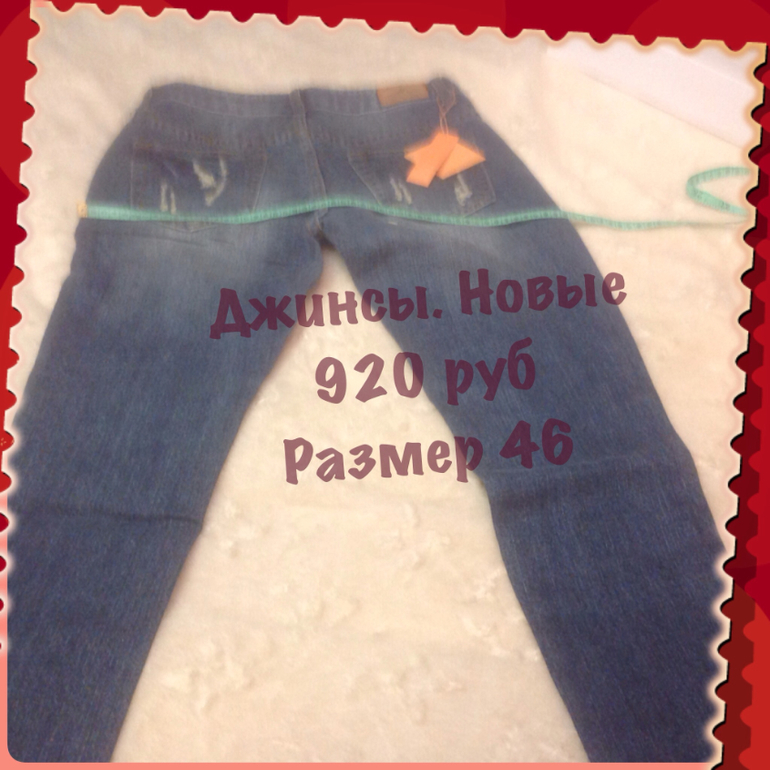 Джинсы. Новые
920 руб
Размер 46